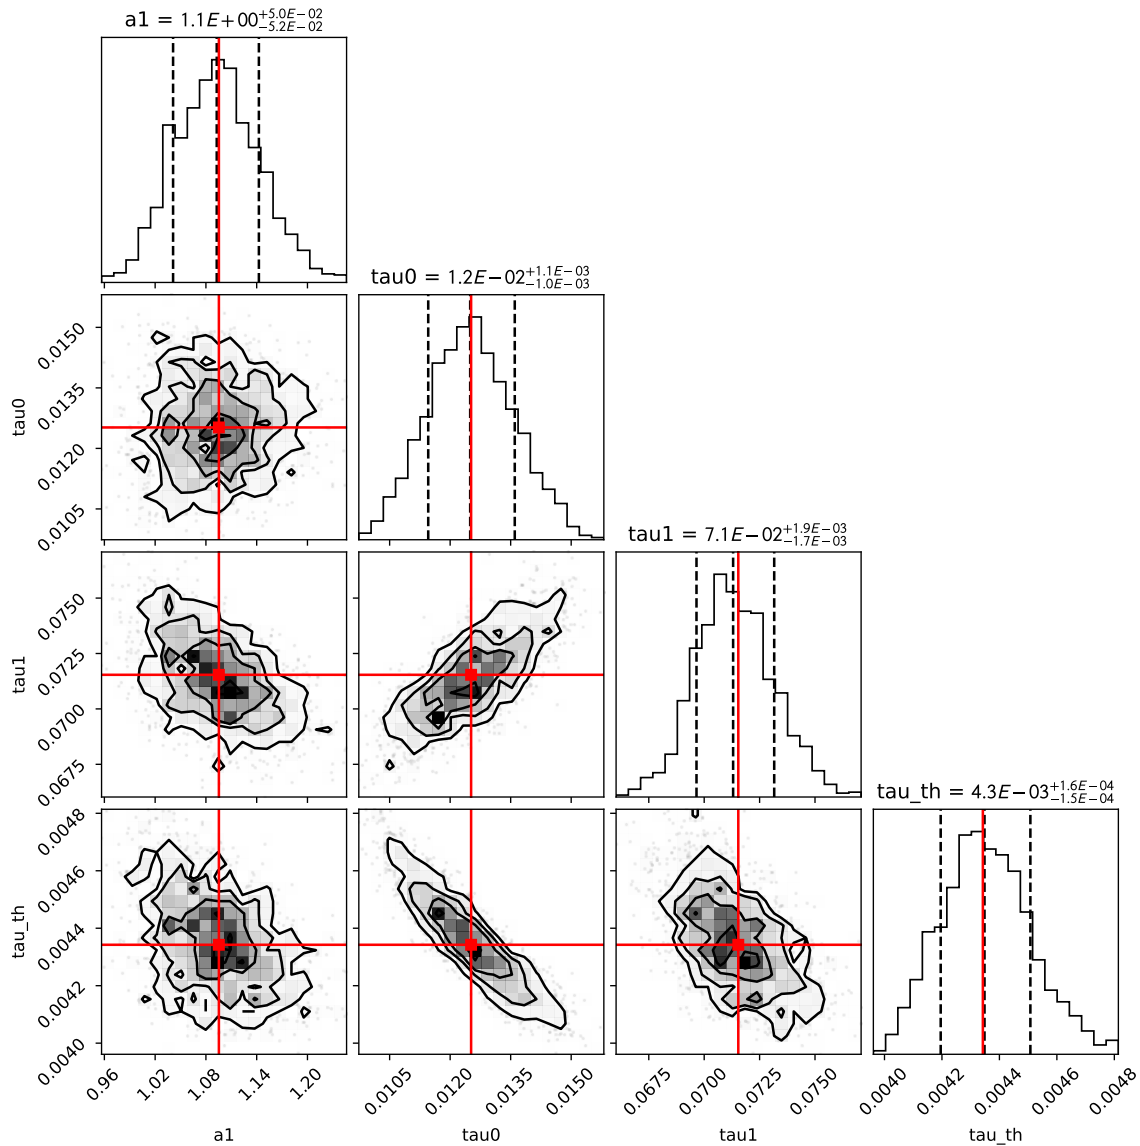 a1 = 1.1E+00+5.0E−02 −5.2E−02
tau0 = 1.2E−02+1.1E−03 −1.0E−03
0.0150
0.0135
0.0120
0.0105
tau0
tau1 = 7.1E−02+1.9E−03 −1.7E−03
0.0750
0.0725
0.0700
0.0675
tau1
tau_th = 4.3E−03+1.6E−04 −1.5E−04
0.0048
0.0046
0.0044
0.0042
0.0040
tau_th
0.96 1.02 1.08 1.14 1.20
0.0105 0.0120 0.0135 0.0150
0.0675 0.0700 0.0725 0.0750
0.0040 0.0042 0.0044 0.0046 0.0048
a1 tau0 tau1 tau_th